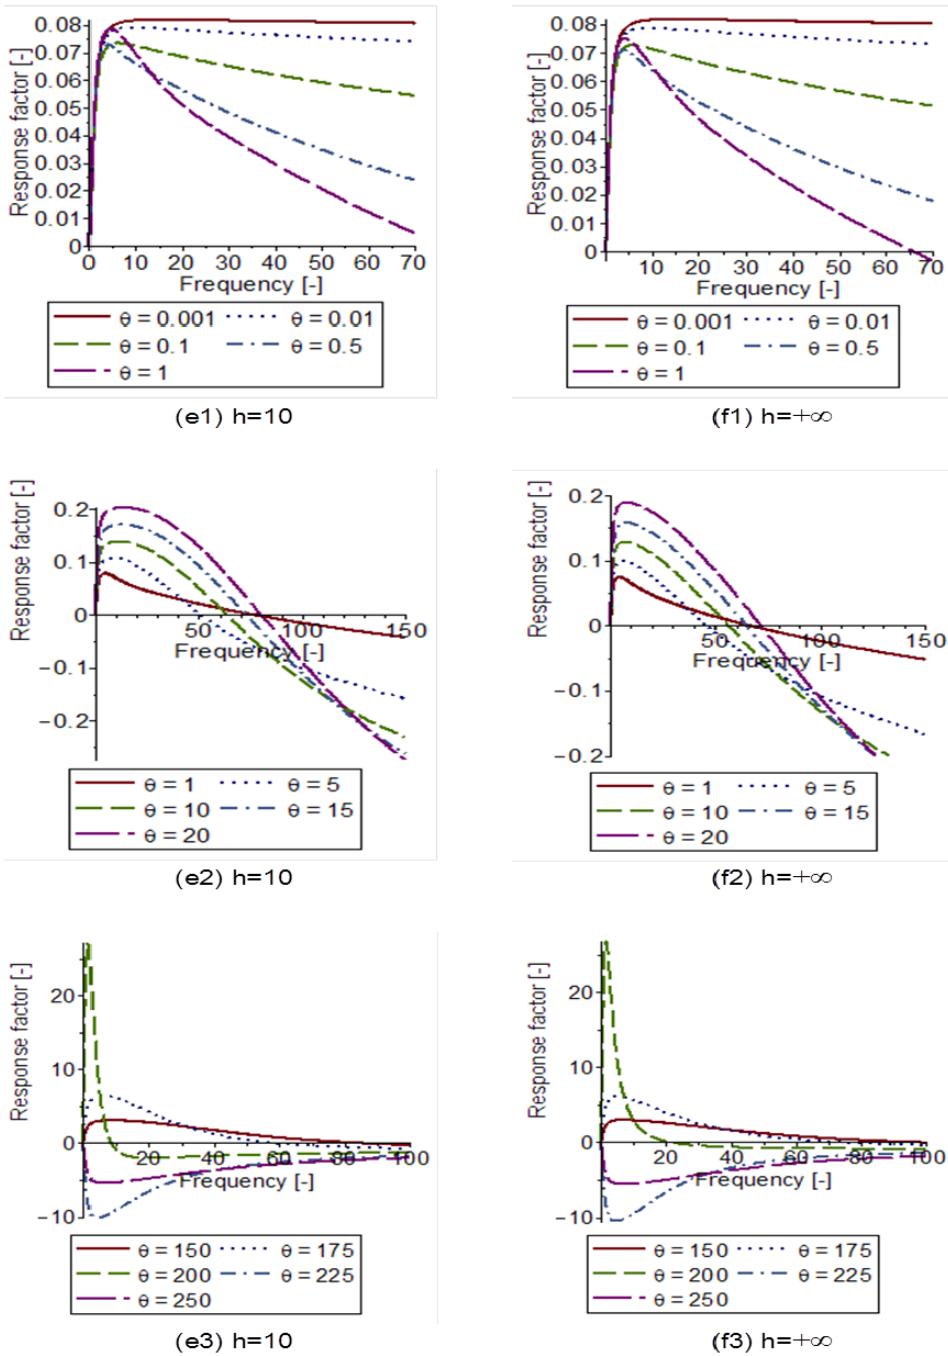 Response factor [-]
0.08
0.07
0.06
0.05
0.04
0.03
0.02
0.01
0
0 10 20 30 40 50 60 70
Frequency [-]
θ = 0.001 θ = 0.01
θ = 0.1 θ = 0.5
θ = 1
(e1) h=10
Response factor [-]
0.08
0.07
0.06
0.05
0.04
0.03
0.02
0.01
0
10 20 30 40 50 60 70
Frequency [-]
θ = 0.001 θ = 0.01
θ = 0.1 θ = 0.5
θ = 1
(f1) h=+∞
Response factor [-]
0.2
0.1
0
−0.1
−0.2
50 100 150
Frequency [-]
θ = 1 θ = 5
θ = 10 θ = 15
θ = 20
(e2) h=10
Response factor [-]
0.2
0.1
0
−0.1
−0.2
50 100 150
Frequency [-]
θ = 1 θ = 5
θ = 10 θ = 15
θ = 20
(f2) h=+∞
Response factor [-]
20
10
0
−10
20 40 60 80 100
Frequency [-]
θ = 150 θ = 175
θ = 200 θ = 225
θ = 250
(e3) h=10
Response factor [-]
20
10
0
−10
20 40 60 80 100
Frequency [-]
θ = 150 θ = 175
θ = 200 θ = 225
θ = 250
(f3) h=+∞